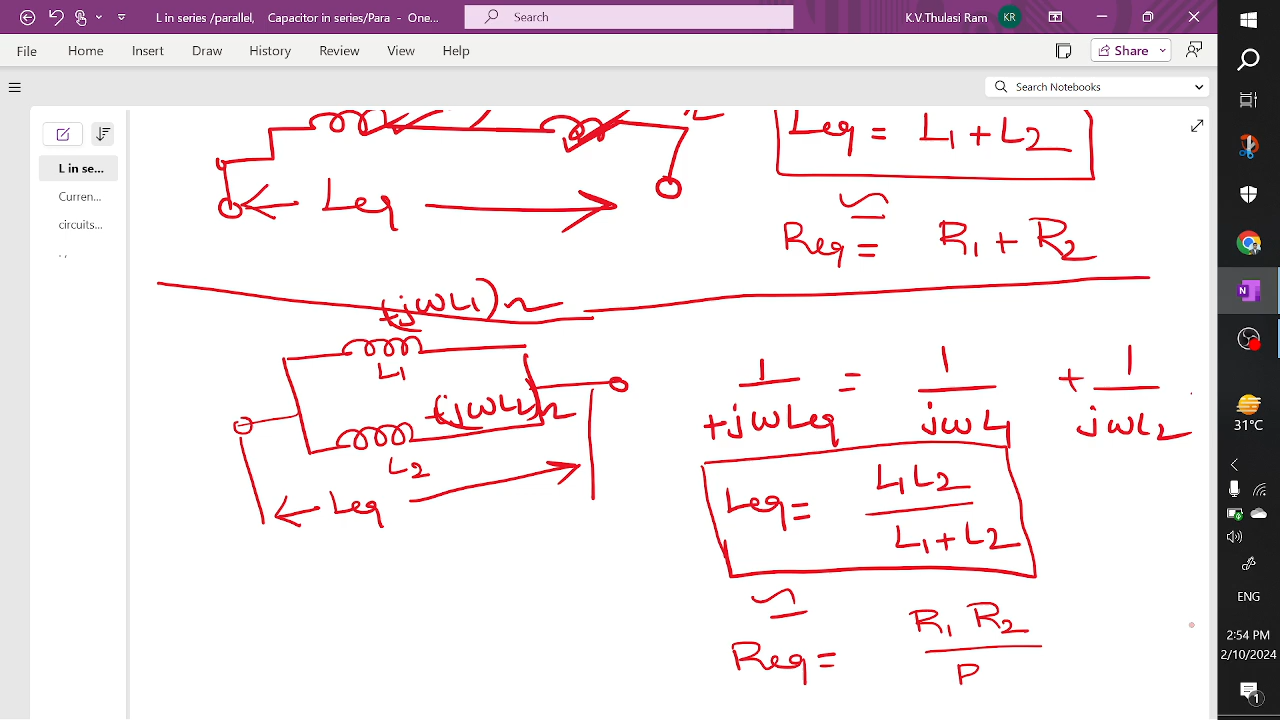 L in series /parallel, Capacitor in series/Para - One...
Search
K.V.Thulasi Ram
KR
File Home Insert Draw History Review View Help
Share
Search Notebooks
L in se...
Curren...
circuits...
Leq = L1 + L2
Leq
Req = R1 + R2
(+jωL1)Ω
L1
(+jωL2)Ω
L2
Leq
1/+jωLeq = 1/jωL1 + 1/jωL2
Leq = L1L2/L1+L2
Req = R1 R2
31°C
ENG
2:54 PM
2/10/2024
1